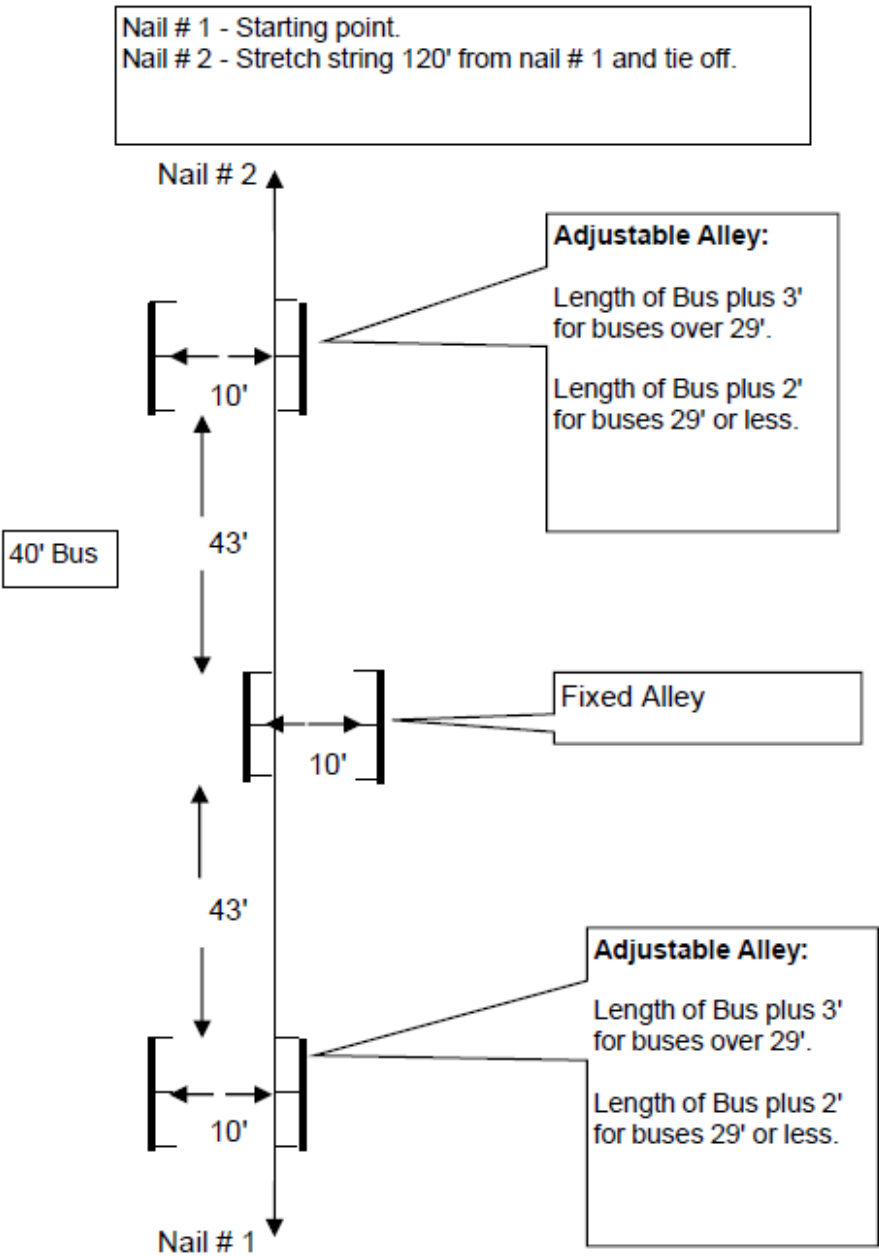 Nail # 1 - Starting point.
Nail # 2 - Stretch string 120' from nail # 1 and tie off.
Nail # 2
Adjustable Alley:
Length of Bus plus 3'
for buses over 29'.
Length of Bus plus 2'
for buses 29' or less.
10'
43'
40' Bus
Fixed Alley
10'
43'
Adjustable Alley:
Length of Bus plus 3'
for buses over 29'.
Length of Bus plus 2'
for buses 29' or less.
10'
Nail # 1